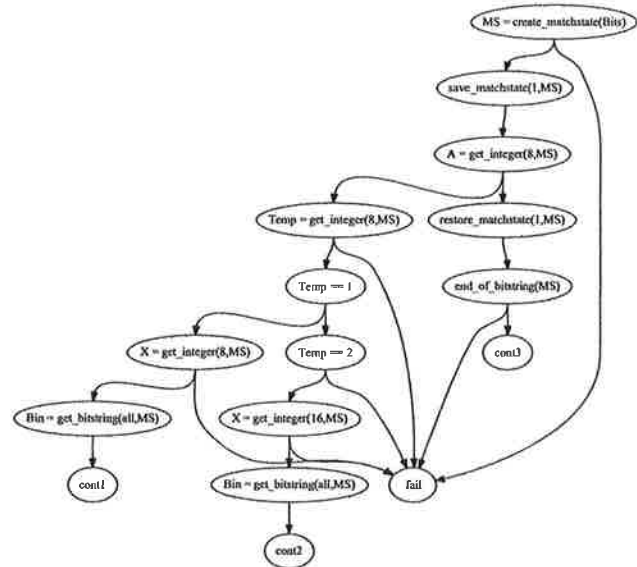 MS = create_matchstate(Bits)
save_matchstate(1,MS)
A = get_integer(8,MS)
Temp = get_integer(8,MS)
restore_matchstate(1,MS)
Temp == 1
end_of_bitstring(MS)
X = get_integer(8,MS)
Temp == 2
cont3
Bin = get_bitstring(all,MS)
X = get_integer(16,MS)
cont1
Bin = get_bitstring(all,MS)
fail
cont2